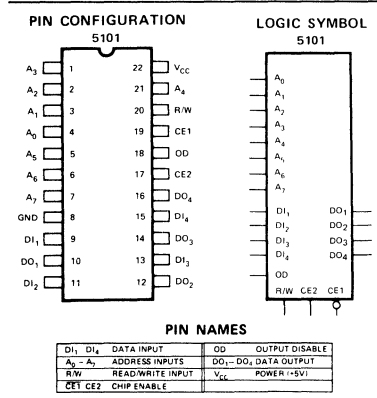 PIN CONFIGURATION
5101
A3 1 22 VCC
A2 2 21 A4
A1 3 20 R/W
A0 4 19 CE1
A5 5 18 OD
A6 6 17 CE2
A7 7 16 DO4
GND 8 15 DI4
DI1 9 14 DO3
DO1 10 13 DI3
DI2 11 12 DO2
LOGIC SYMBOL
5101
A0
A1
A2
A3
A4
A5
A6
A7
DI1 DO1
DI2 DO2
DI3 DO3
DI4 DO4
OD
R/W CE2 CE1
PIN NAMES
DI1 DI4 DATA INPUT OD OUTPUT DISABLE
A0 - A7 ADDRESS INPUTS DO1 - DO4 DATA OUTPUT
R/W READ/WRITE INPUT VCC POWER (+5V)
C̅E̅1̅ CE2 CHIP ENABLE